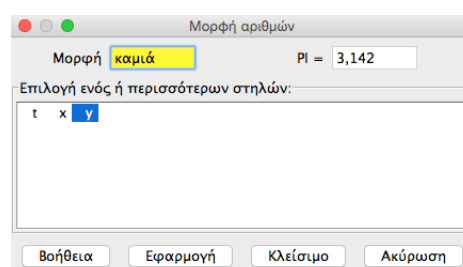 Μορφή αριθμών
Μορφή καμιά PI = 3,142
Επιλογή ενός ή περισσότερων στηλών:
t x y
Βοήθεια Εφαρμογή Κλείσιμο Ακύρωση